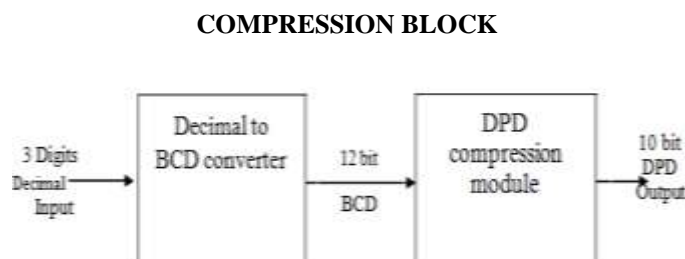 COMPRESSION BLOCK
3 Digits
Decimal
Input
Decimal to
BCD converter
12 bit
BCD
DPD
compression
module
10 bit
DPD
Output